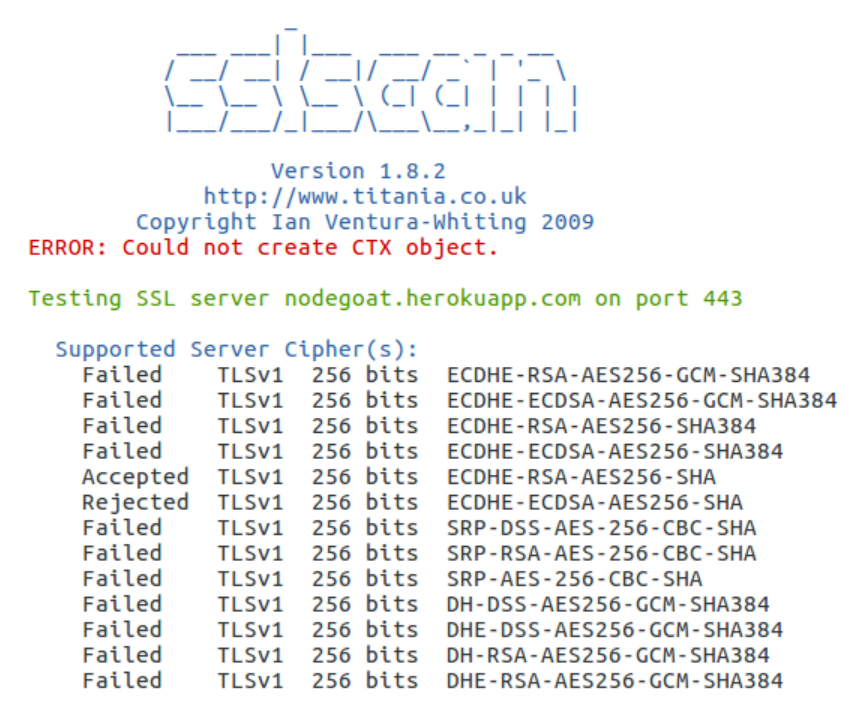 sslscan
Version 1.8.2
http://www.titania.co.uk
Copyright Ian Ventura-Whiting 2009
ERROR: Could not create CTX object.
Testing SSL server nodegoat.herokuapp.com on port 443
Supported Server Cipher(s):
Failed TLSv1 256 bits ECDHE-RSA-AES256-GCM-SHA384
Failed TLSv1 256 bits ECDHE-ECDSA-AES256-GCM-SHA384
Failed TLSv1 256 bits ECDHE-RSA-AES256-SHA384
Failed TLSv1 256 bits ECDHE-ECDSA-AES256-SHA384
Accepted TLSv1 256 bits ECDHE-RSA-AES256-SHA
Rejected TLSv1 256 bits ECDHE-ECDSA-AES256-SHA
Failed TLSv1 256 bits SRP-DSS-AES-256-CBC-SHA
Failed TLSv1 256 bits SRP-RSA-AES-256-CBC-SHA
Failed TLSv1 256 bits SRP-AES-256-CBC-SHA
Failed TLSv1 256 bits DH-DSS-AES256-GCM-SHA384
Failed TLSv1 256 bits DHE-DSS-AES256-GCM-SHA384
Failed TLSv1 256 bits DH-RSA-AES256-GCM-SHA384
Failed TLSv1 256 bits DHE-RSA-AES256-GCM-SHA384